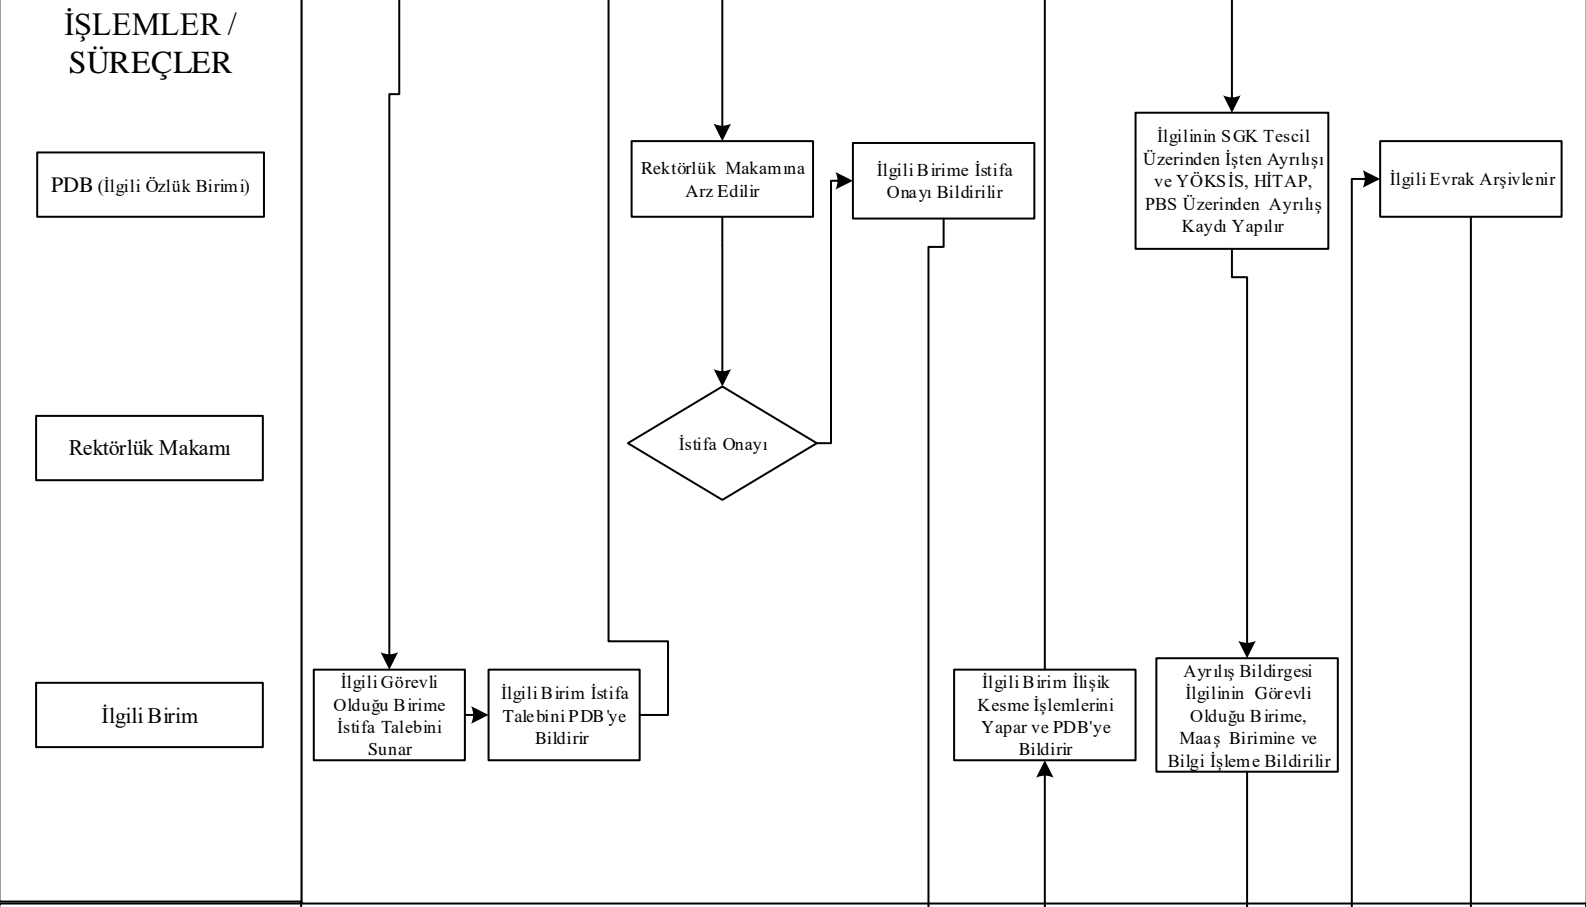 İŞLEMLER /
SÜREÇLER
PDB (İlgili Özlük Birimi)
Rektörlük Makamına
Arz Edilir
İlgili Birime İstifa
Onayı Bildirilir
İlgilinin SGK Tescil
Üzerinden İşten Ayrılışı
ve YÖKSİS, HİTAP,
PBS Üzerinden Ayrılış
Kaydı Yapılır
İlgili Evrak Arşivlenir
Rektörlük Makamı
İstifa Onayı
İlgili Birim
İlgili Görevli
Olduğu Birime
İstifa Talebini
Sunar
İlgili Birim İstifa
Talebini PDB'ye
Bildirir
İlgili Birim İlişik
Kesme İşlemlerini
Yapar ve PDB'ye
Bildirir
Ayrılış Bildirgesi
İlgilinin Görevli
Olduğu Birime,
Maaş Birimine ve
Bilgi İşleme Bildirilir